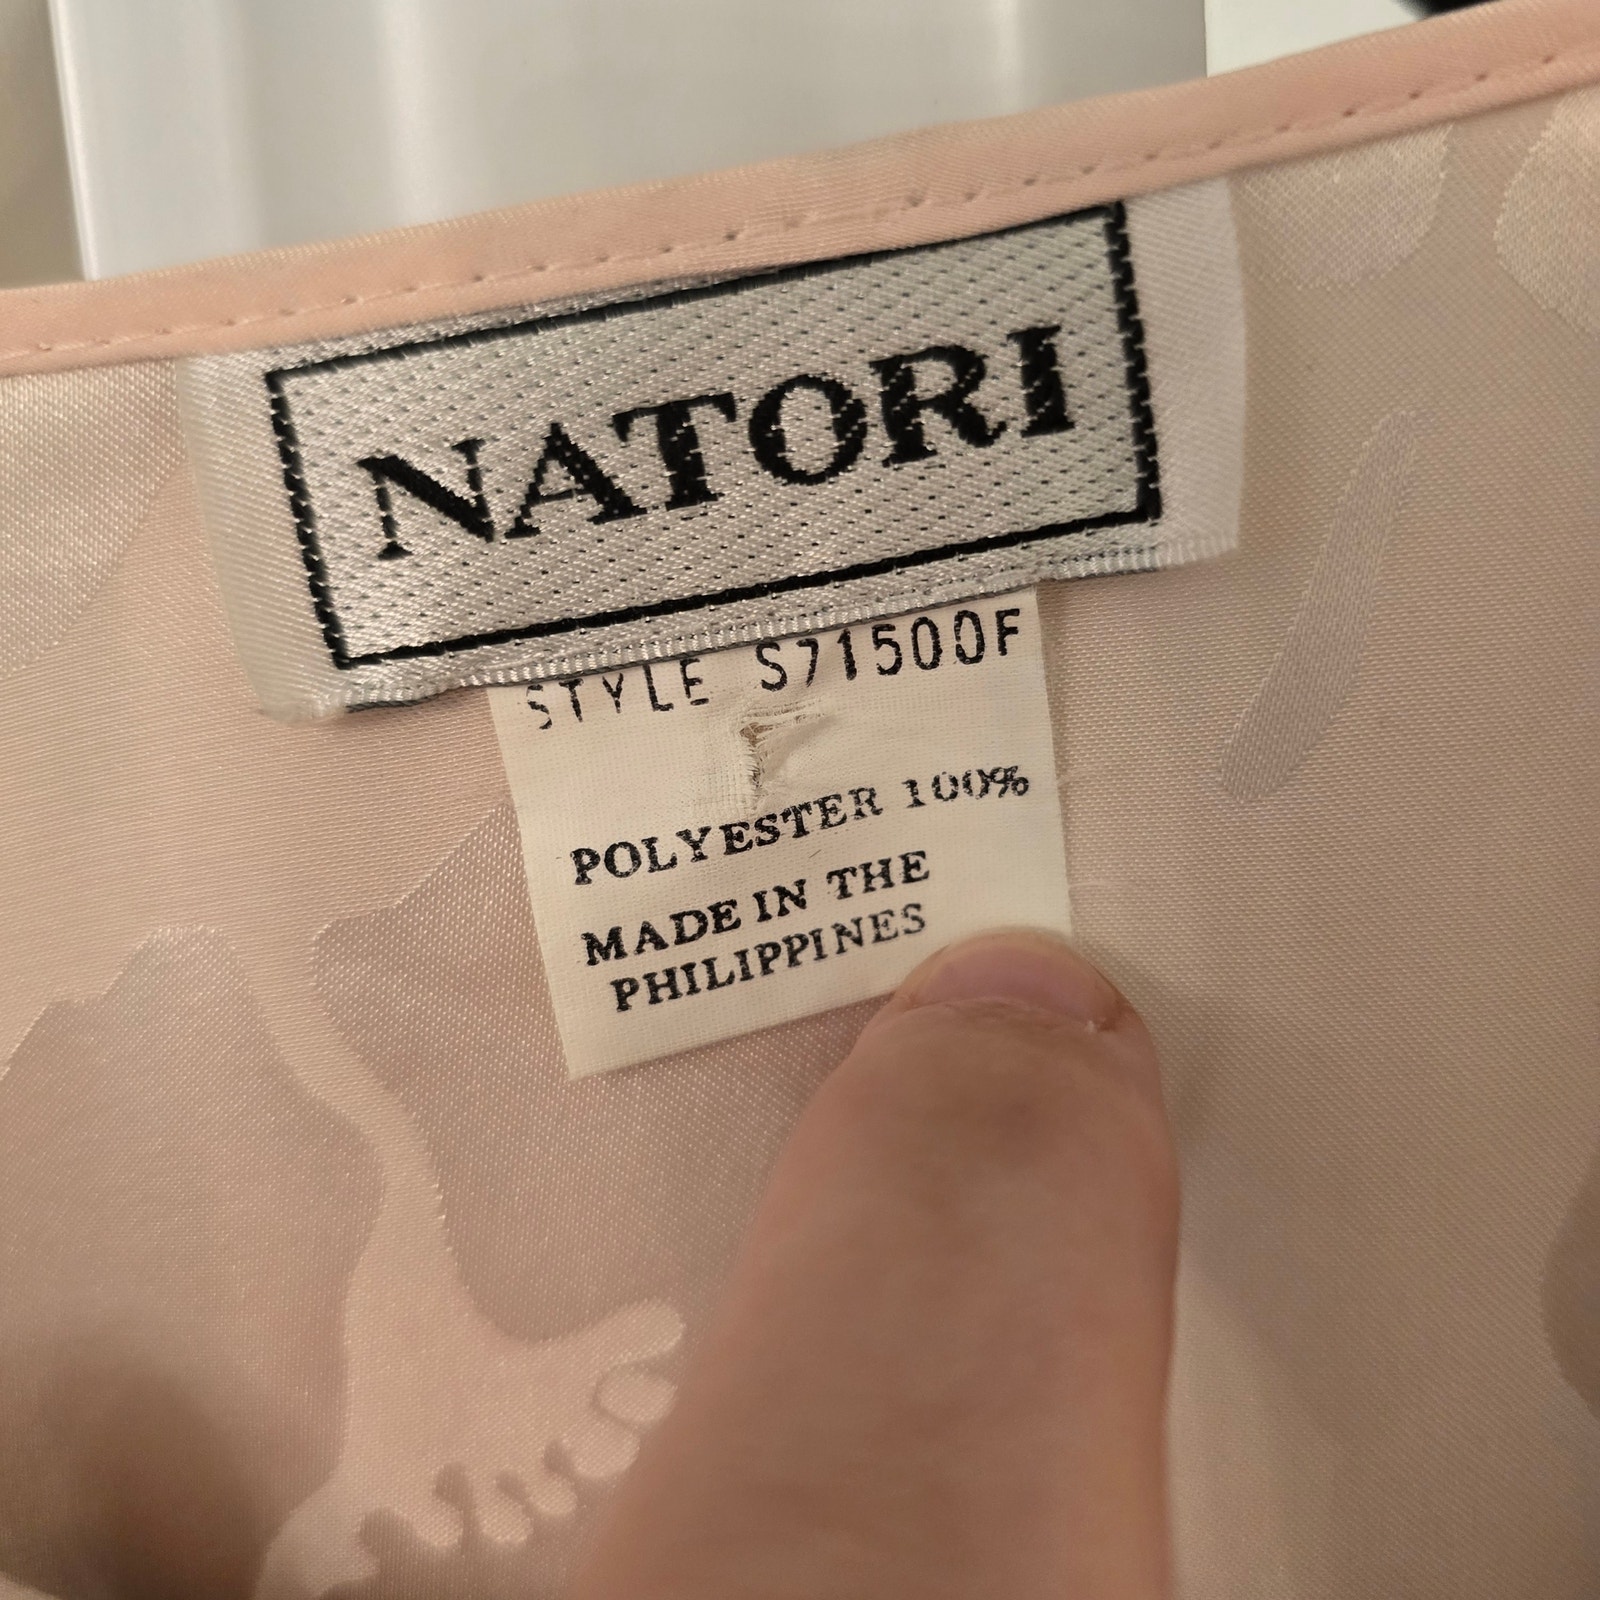 NATORI
STYLE S71500F
POLYESTER 100%
MADE IN THE
PHILIPPINES